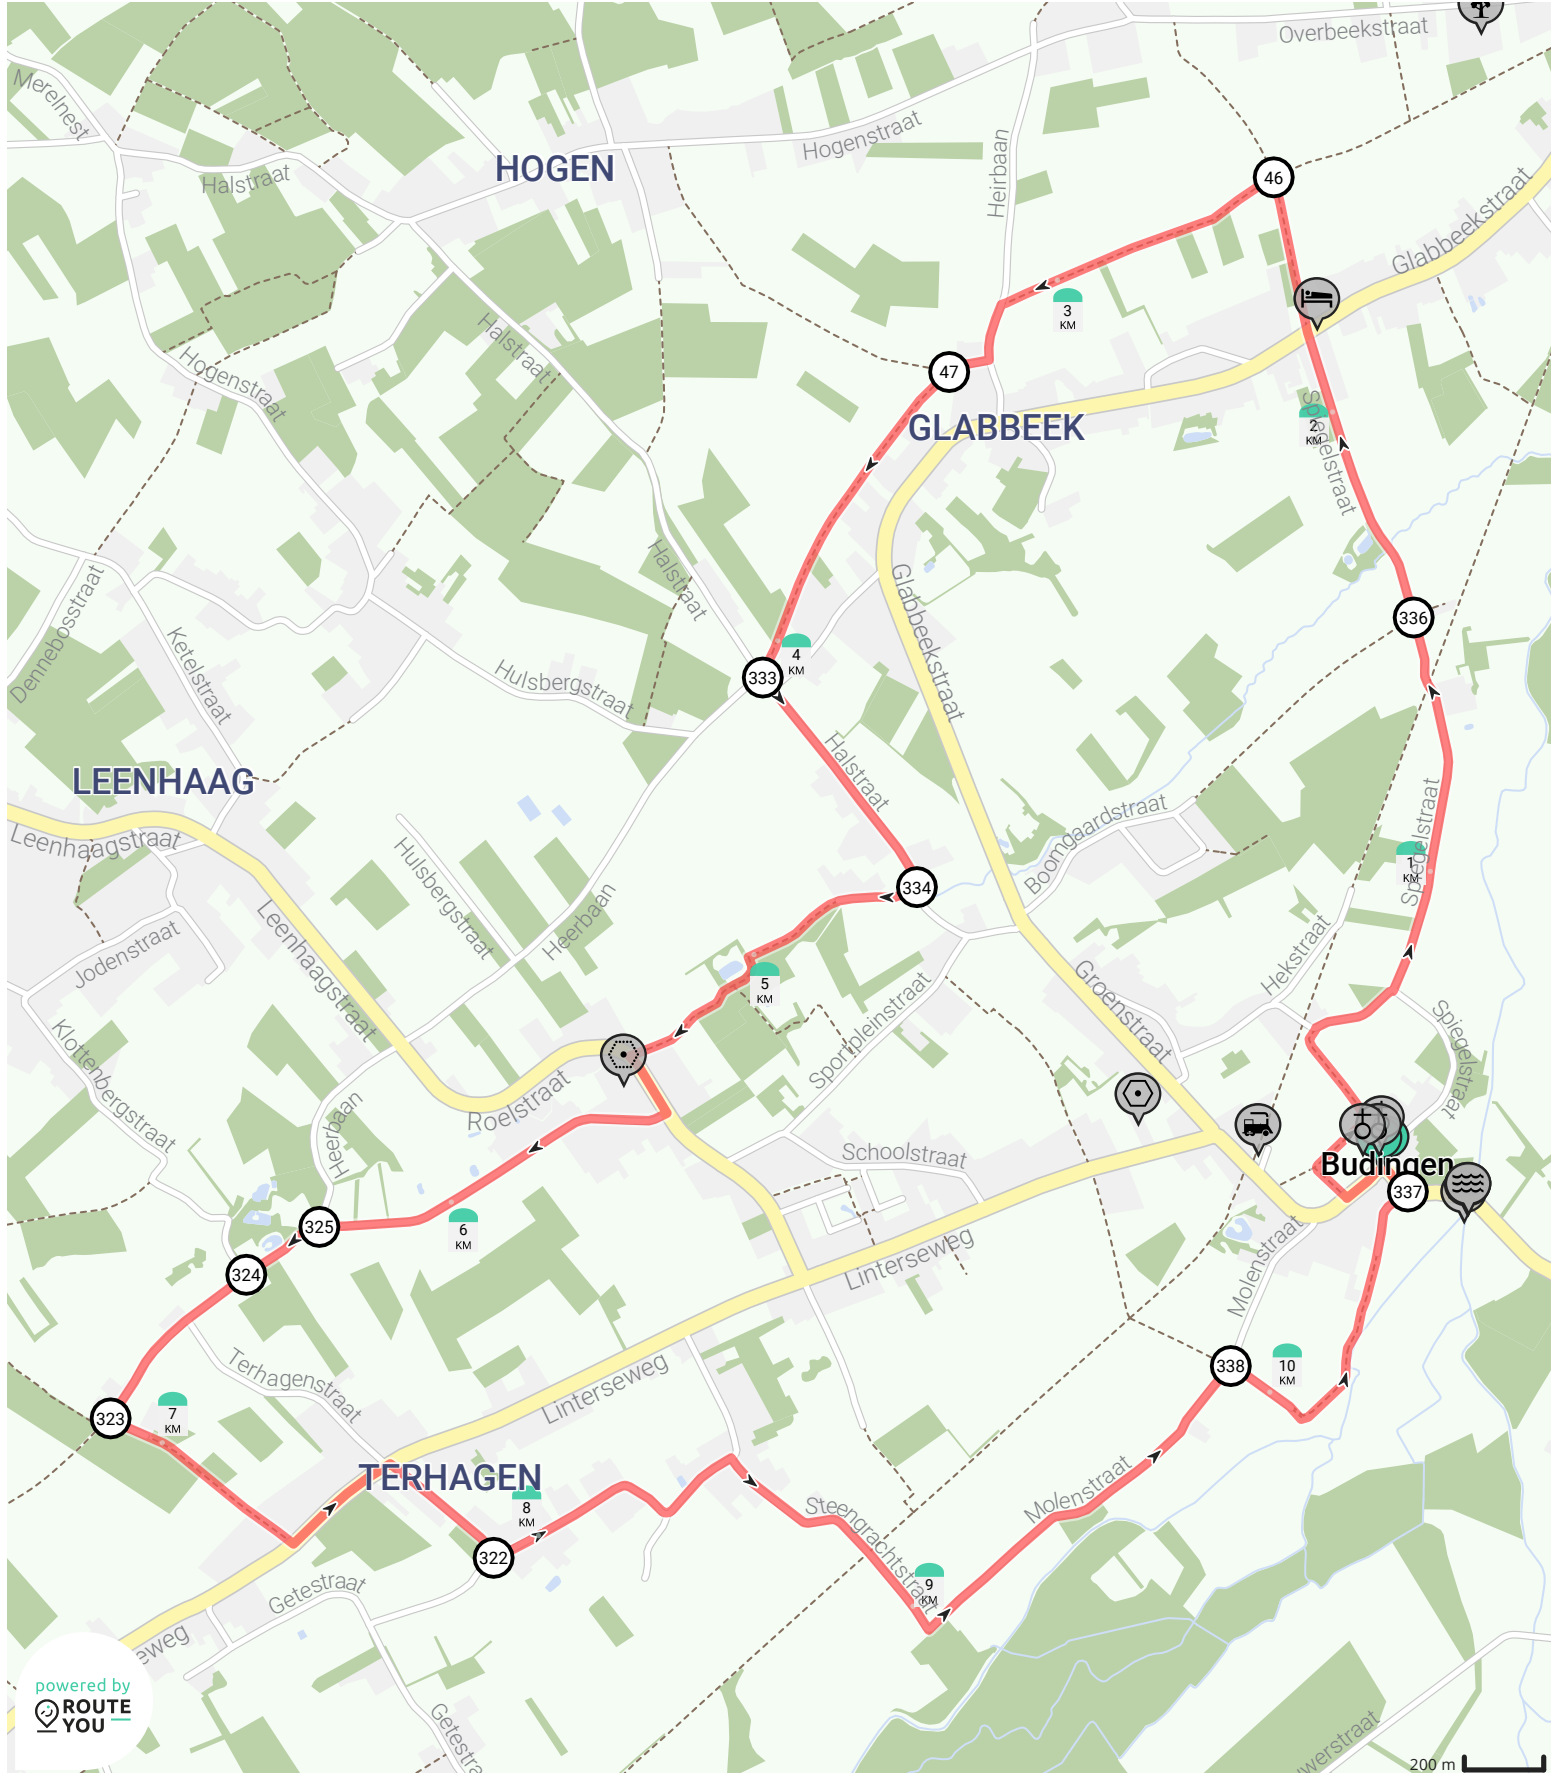 Overbeekstraat
Merelnest
Hogenstraat
HOGEN
Halstraat
Heirbaan
46
Glabbeekstraat
3
KM
Halstraat
Hogenstraat
47
GLABBEEK
2
KM
Spiegelstraat
Halstraat
Glabbeekstraat
Dennebosstraat
Ketelstraat
336
4
KM
333
Hulsbergstraat
Halstraat
LEENHAAG
Leenhaagstraat
Boomgaardstraat
Spiegelstraat
1
KM
Hulsbergstraat
334
Heerbaan
Leenhaagstraat
Jodenstraat
Hekstraat
5
KM
Groenstraat
Sportpleinstraat
Spiegelstraat
Klottenbergstraat
Roelstraat
Heerbaan
Schoolstraat
Budingen
337
325
6
KM
Linterseweg
Molenstraat
324
338
10
KM
Terhagenstraat
Linterseweg
323
7
KM
TERHAGEN
8
KM
Molenstraat
Steengrachtstraat
322
9
KM
Getestraat
eweg
powered by
ROUTE
YOU
Getestra
werstraat
200 m